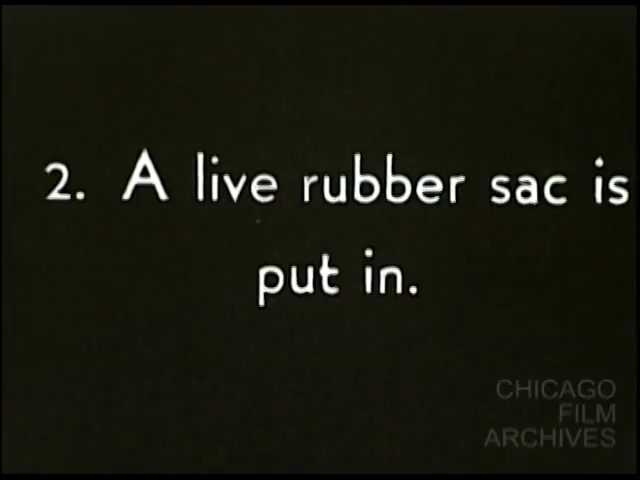 2. A live rubber sac is
put in.
CHICAGO
FILM
ARCHIVES